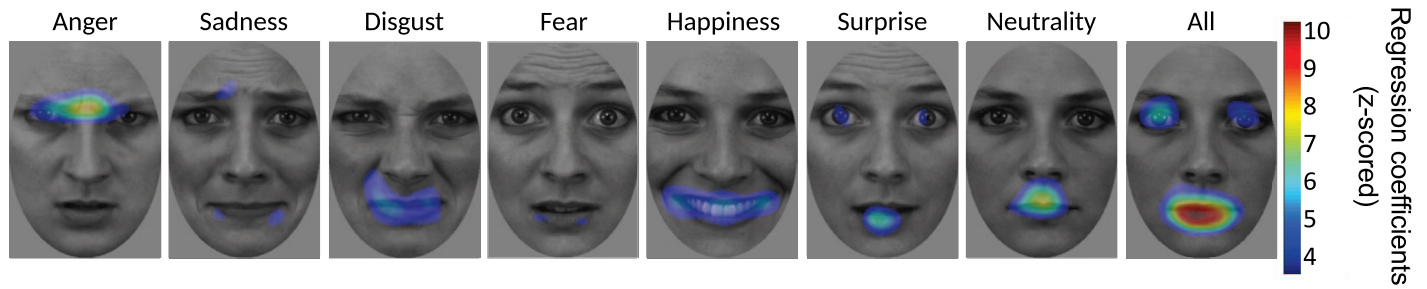 Anger
Sadness
Disgust
Fear
Happiness
Surprise
Neutrality
All
10
9
8
7
6
5
4
Regression coefficients
(z-scored)